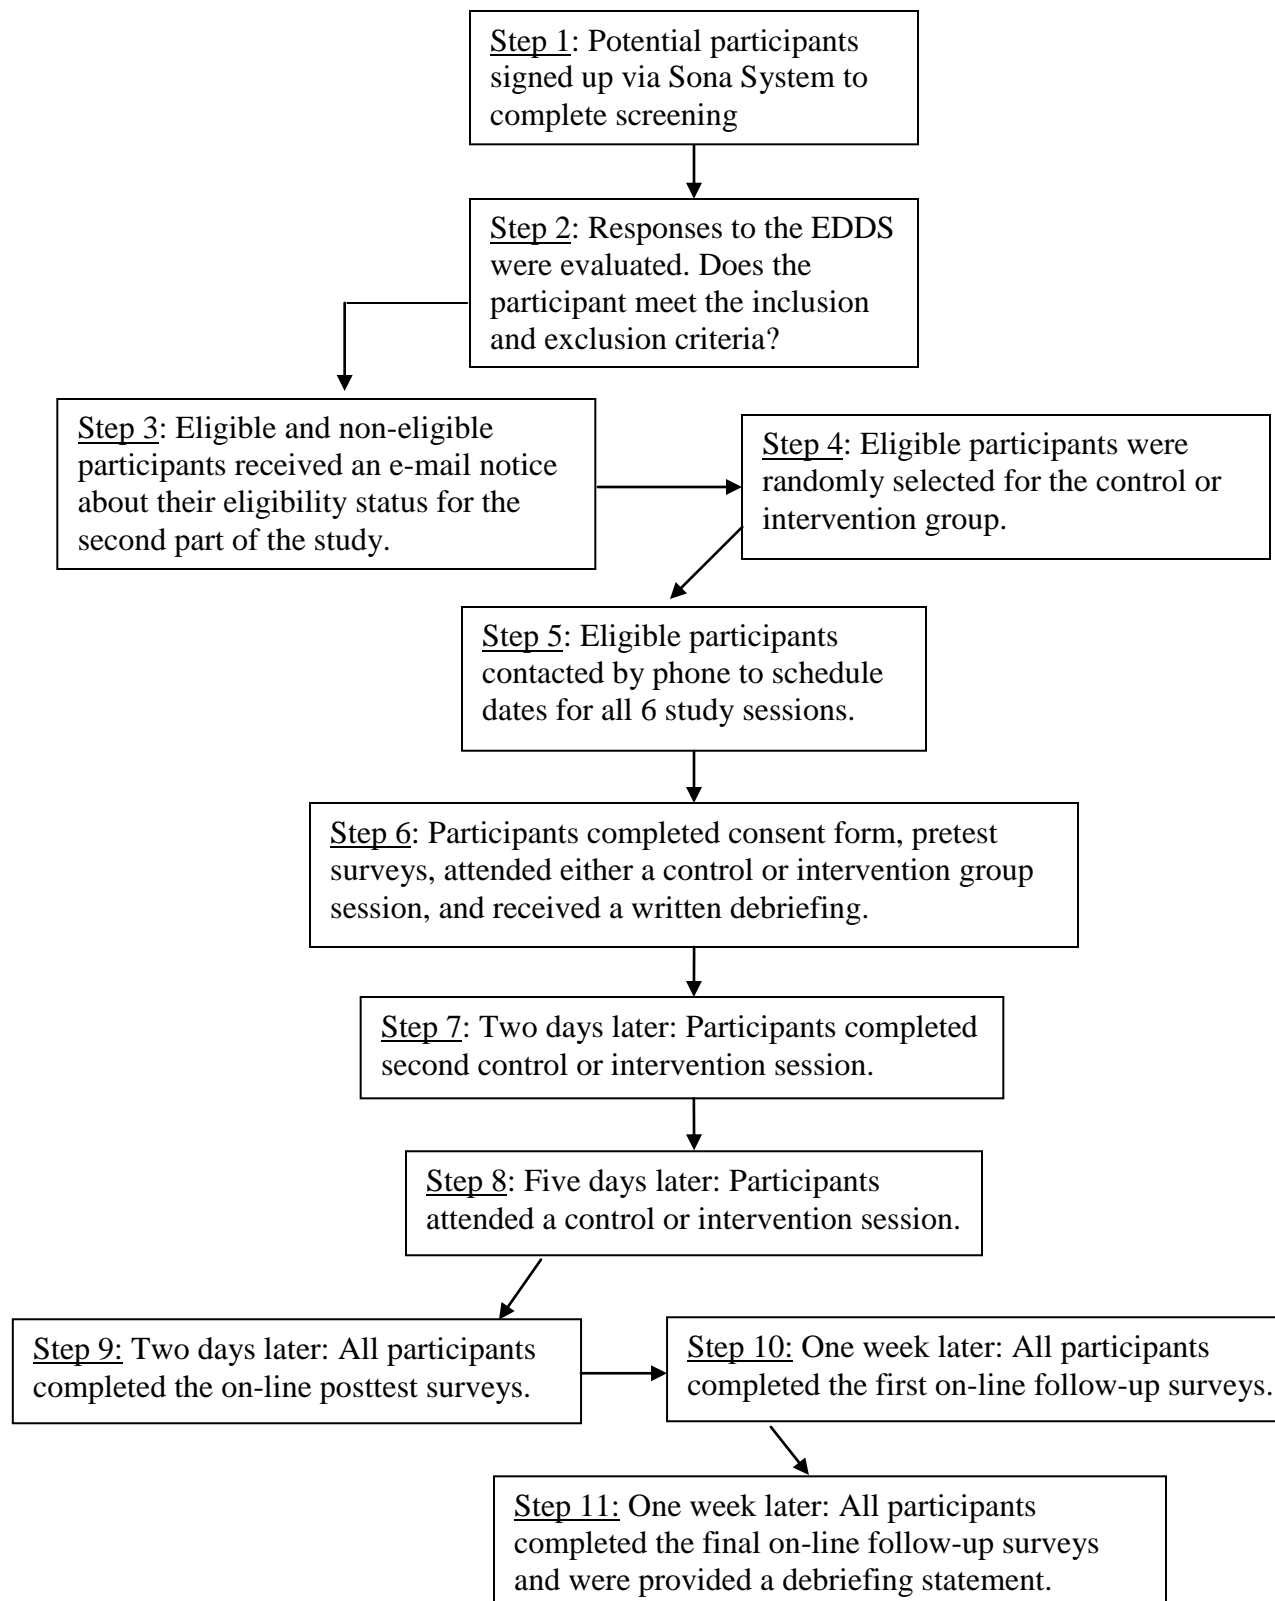 Step 1: Potential participants
signed up via Sona System to
complete screening
Step 2: Responses to the EDDS
were evaluated. Does the
participant meet the inclusion
and exclusion criteria?
Step 3: Eligible and non-eligible
participants received an e-mail notice
about their eligibility status for the
second part of the study.
Step 4: Eligible participants were
randomly selected for the control or
intervention group.
Step 5: Eligible participants
contacted by phone to schedule
dates for all 6 study sessions.
Step 6: Participants completed consent form, pretest
surveys, attended either a control or intervention group
session, and received a written debriefing.
Step 7: Two days later: Participants completed
second control or intervention session.
Step 8: Five days later: Participants
attended a control or intervention session.
Step 9: Two days later: All participants
completed the on-line posttest surveys.
Step 10: One week later: All participants
completed the first on-line follow-up surveys.
Step 11: One week later: All participants
completed the final on-line follow-up surveys
and were provided a debriefing statement.